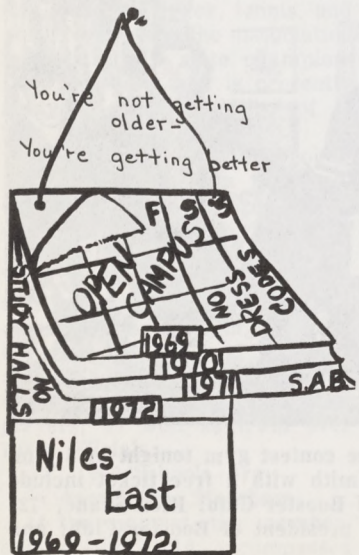 You're not getting
older-
You're getting better
F S S
OPEN
CAMPUS
NO
DRESS
CODES
NO
STUDY HALLS
1969
1970
1971
S.A.B.
1972
Niles
East
1969-1972